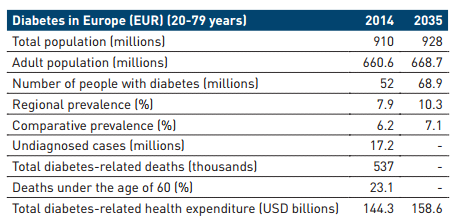 Diabetes in Europe (EUR) (20-79 years) 2014 2035
Total population (millions) 910 928
Adult population (millions) 660.6 668.7
Number of people with diabetes (millions) 52 68.9
Regional prevalence (%) 7.9 10.3
Comparative prevalence (%) 6.2 7.1
Undiagnosed cases (millions) 17.2 -
Total diabetes-related deaths (thousands) 537 -
Deaths under the age of 60 (%) 23.1 -
Total diabetes-related health expenditure (USD billions) 144.3 158.6